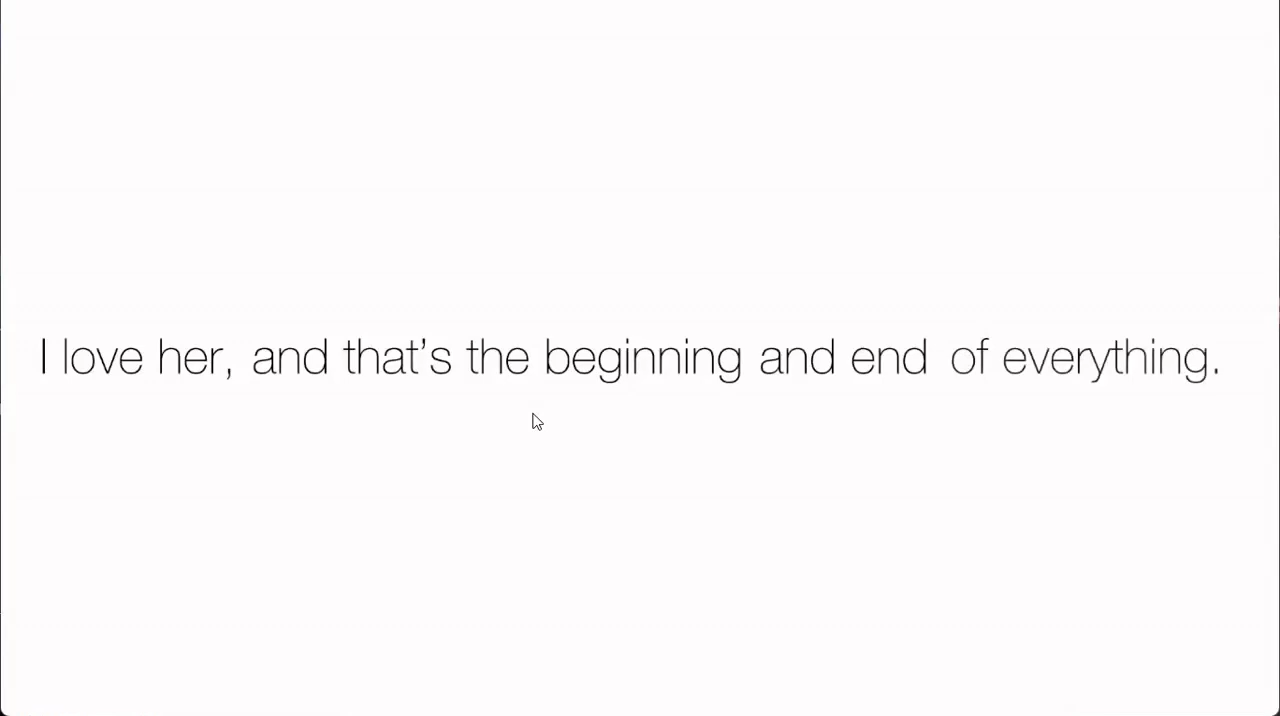 I love her, and that’s the beginning and end of everything.